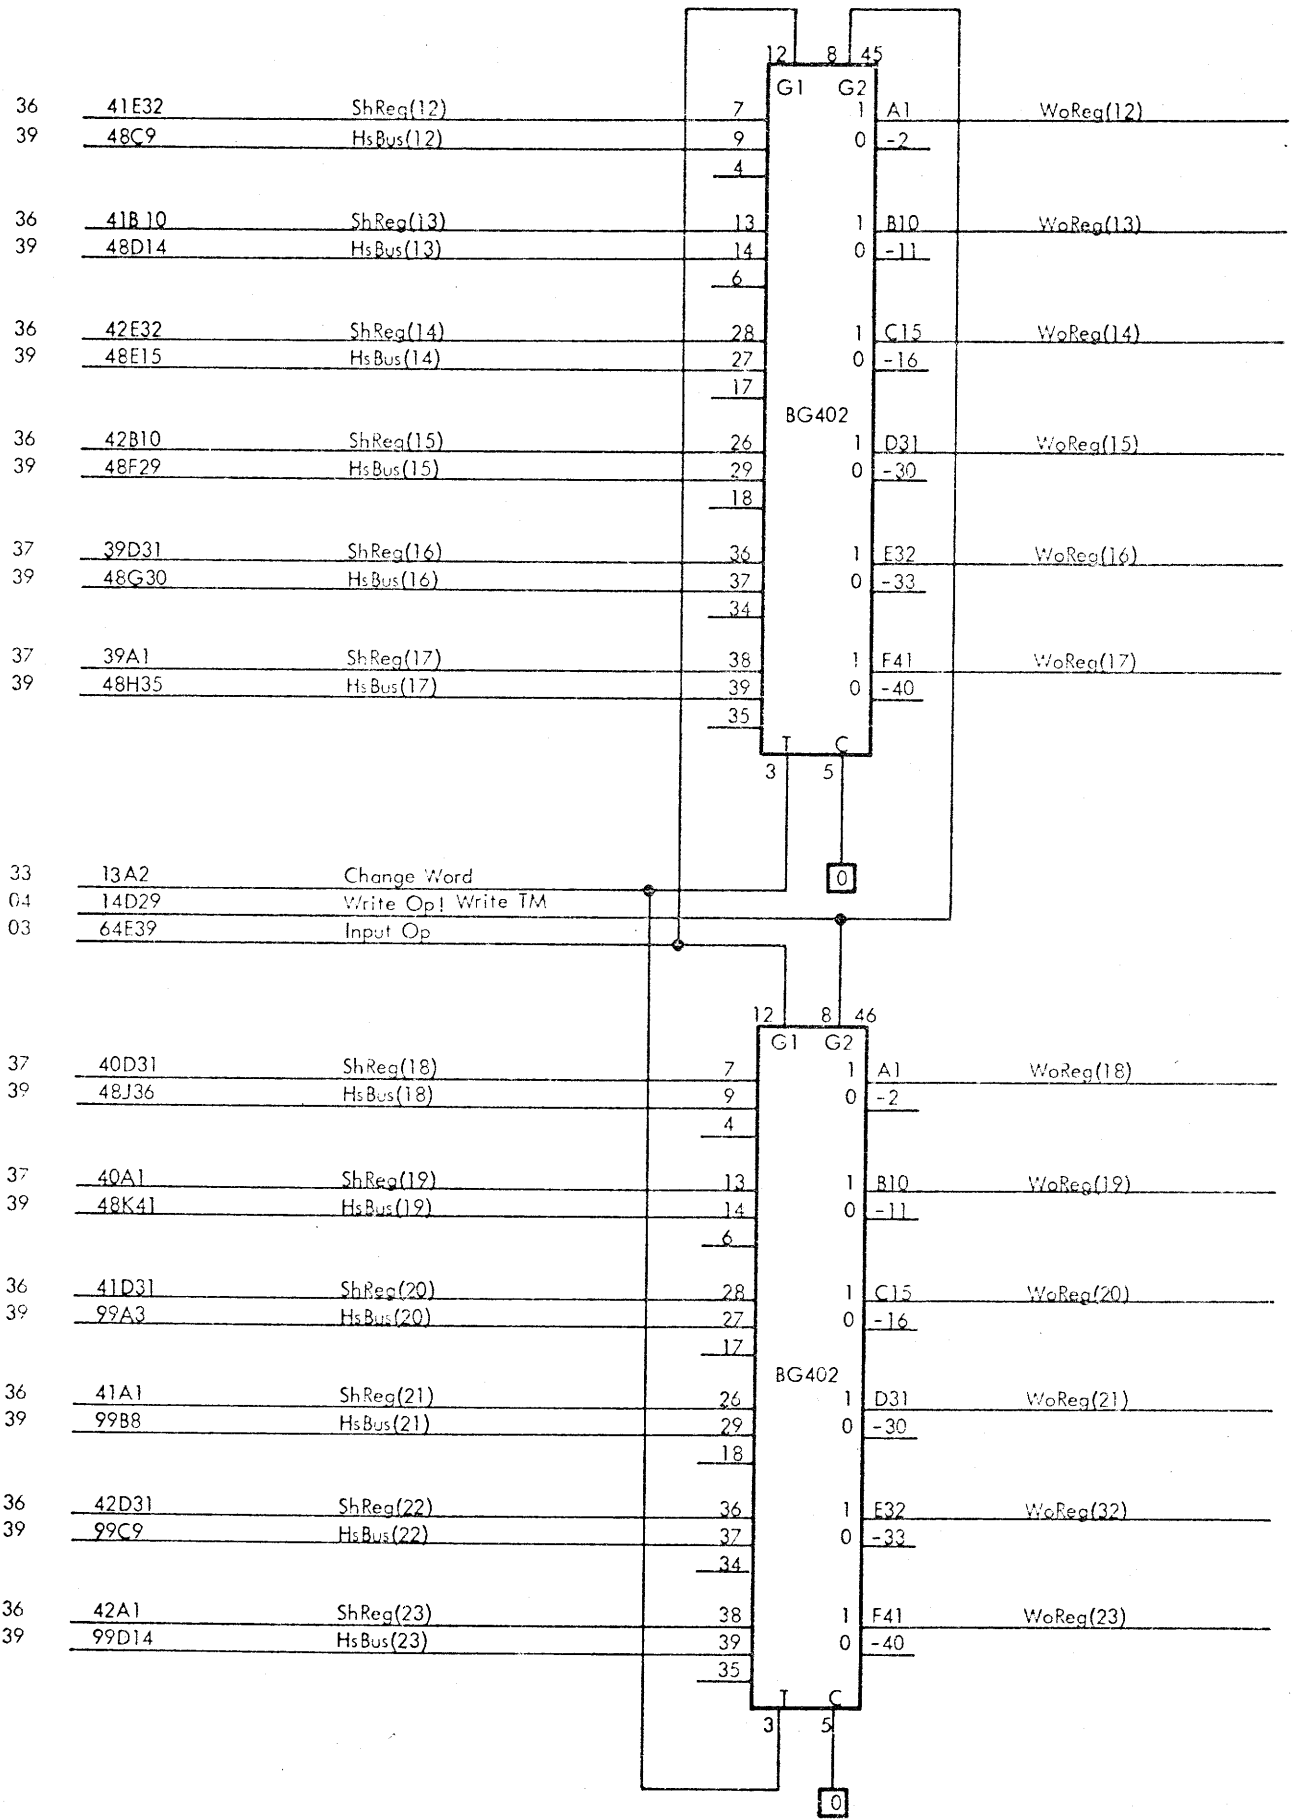 12 8 45
G1 G2
36 41E32 ShReg(12) 7 1 A1 WoReg(12)
39 48C9 HsBus(12) 9 0 -2
4
36 41B10 ShReg(13) 13 1 B10 WoReg(13)
39 48D14 HsBus(13) 14 0 -11
6
36 42E32 ShReg(14) 28 1 C15 WoReg(14)
39 48E15 HsBus(14) 27 0 -16
17
BG402
36 42B10 ShReg(15) 26 1 D31 WoReg(15)
39 48F29 HsBus(15) 29 0 -30
18
37 39D31 ShReg(16) 36 1 E32 WoReg(16)
39 48G30 HsBus(16) 37 0 -33
34
37 39A1 ShReg(17) 38 1 F41 WoReg(17)
39 48H35 HsBus(17) 39 0 -40
35
T C
3 5
33 13A2 Change Word 0
04 14D29 Write Op! Write TM
03 64E39 Input Op
12 8 46
G1 G2
37 40D31 ShReg(18) 7 1 A1 WoReg(18)
39 48J36 HsBus(18) 9 0 -2
4
37 40A1 ShReg(19) 13 1 B10 WoReg(19)
39 48K41 HsBus(19) 14 0 -11
6
36 41D31 ShReg(20) 28 1 C15 WoReg(20)
39 99A3 HsBus(20) 27 0 -16
17
BG402
36 41A1 ShReg(21) 26 1 D31 WoReg(21)
39 99B8 HsBus(21) 29 0 -30
18
36 42D31 ShReg(22) 36 1 E32 WoReg(32)
39 99C9 HsBus(22) 37 0 -33
34
36 42A1 ShReg(23) 38 1 F41 WoReg(23)
39 99D14 HsBus(23) 39 0 -40
35
T C
3 5
0